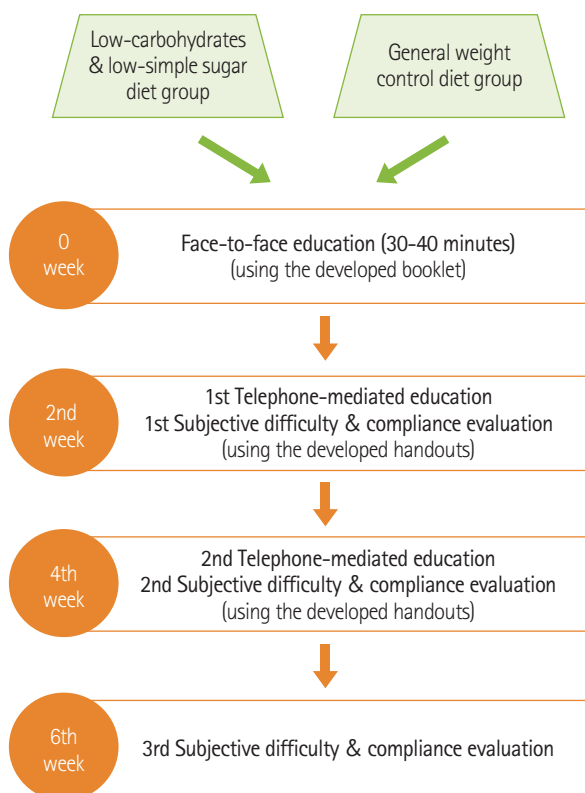 Low-carbohydrates
& low-simple sugar
diet group
General weight
control diet group
0
week
Face-to-face education (30-40 minutes)
(using the developed booklet)
2nd
week
1st Telephone-mediated education
1st Subjective difficulty & compliance evaluation
(using the developed handouts)
4th
week
2nd Telephone-mediated education
2nd Subjective difficulty & compliance evaluation
(using the developed handouts)
6th
week
3rd Subjective difficulty & compliance evaluation